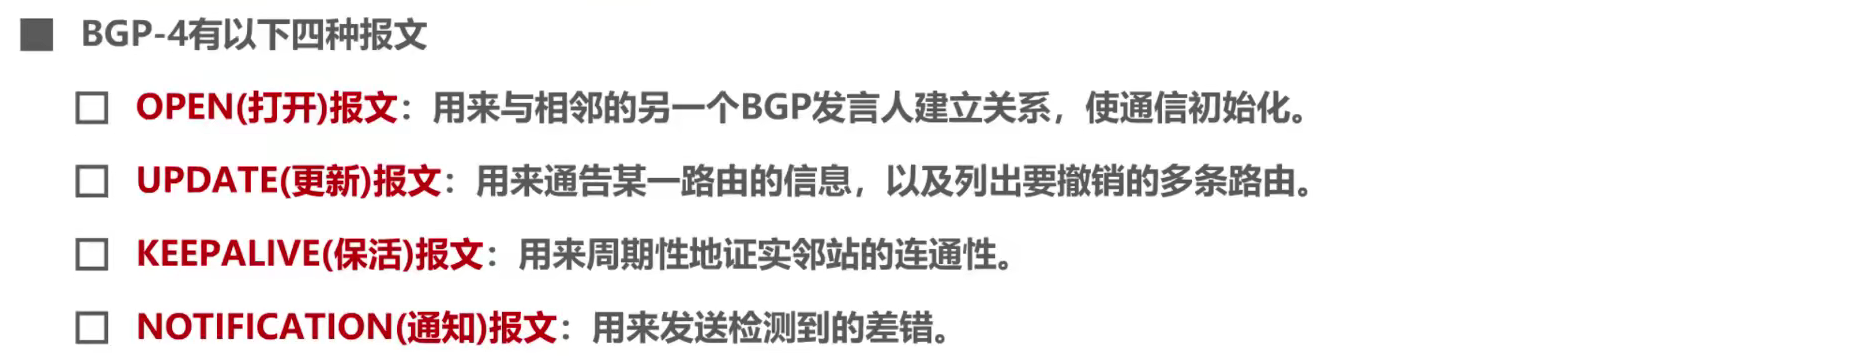 BGP-4有以下四种报文
OPEN(打开)报文：用来与相邻的另一个BGP发言人建立关系，使通信初始化。
UPDATE(更新)报文：用来通告某一路由的信息，以及列出要撤销的多条路由。
KEEPALIVE(保活)报文：用来周期性地证实邻站的连通性。
NOTIFICATION(通知)报文：用来发送检测到的差错。